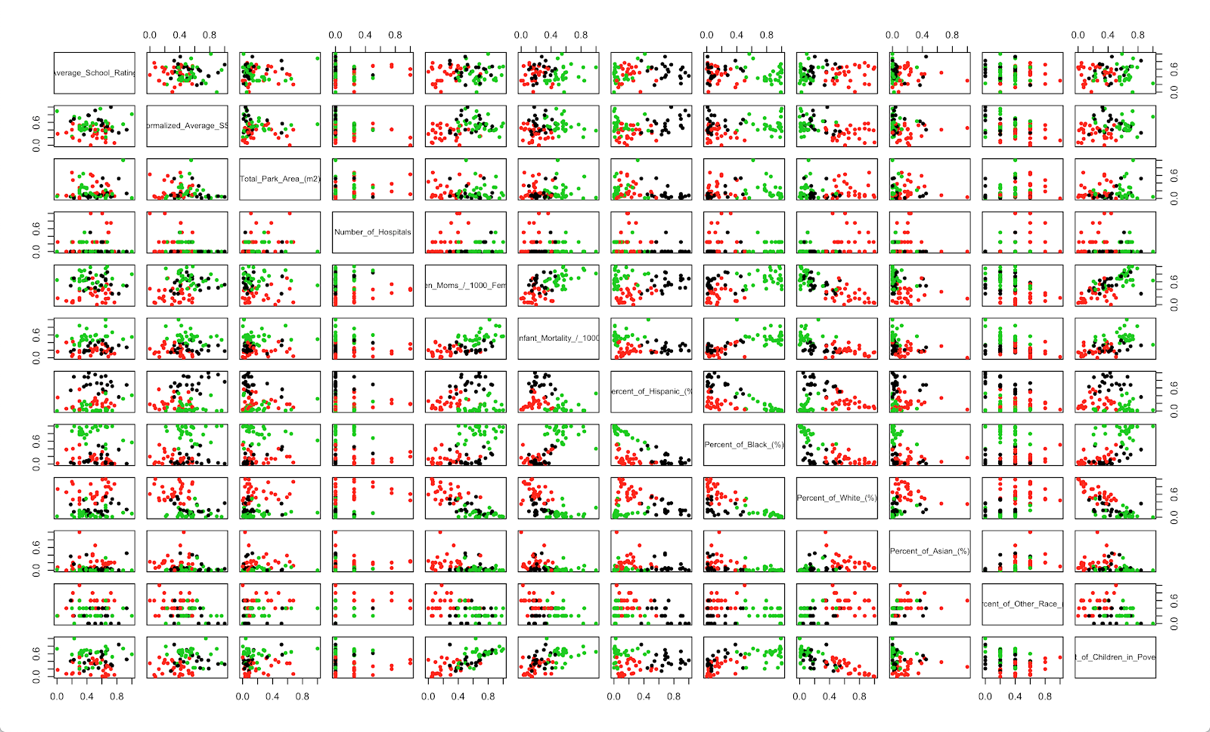 0.0 0.4 0.8 0.0 0.4 0.8 0.0 0.4 0.8 0.0 0.4 0.8 0.0 0.4 0.8 0.0 0.4 0.8
Average_School_Rating
0.0 0.6
0.0 0.6
ormalized_Average_SS
Total_Park_Area_(m2)
0.0 0.6
0.0 0.6
Number_of_Hospitals
en_Moms_/_1000_Fem
0.0 0.6
0.0 0.6
nfant_Mortality_/_1000
ercent_of_Hispanic_(%
0.0 0.6
0.0 0.6
Percent_of_Black_(%)
Percent_of_White_(%)
0.0 0.6
0.0 0.6
Percent_of_Asian_(%)
rcent_of_Other_Race_
0.0 0.6
0.0 0.6
t_of_Children_in_Pove
0.0 0.4 0.8 0.0 0.4 0.8 0.0 0.4 0.8 0.0 0.4 0.8 0.0 0.4 0.8 0.0 0.4 0.8